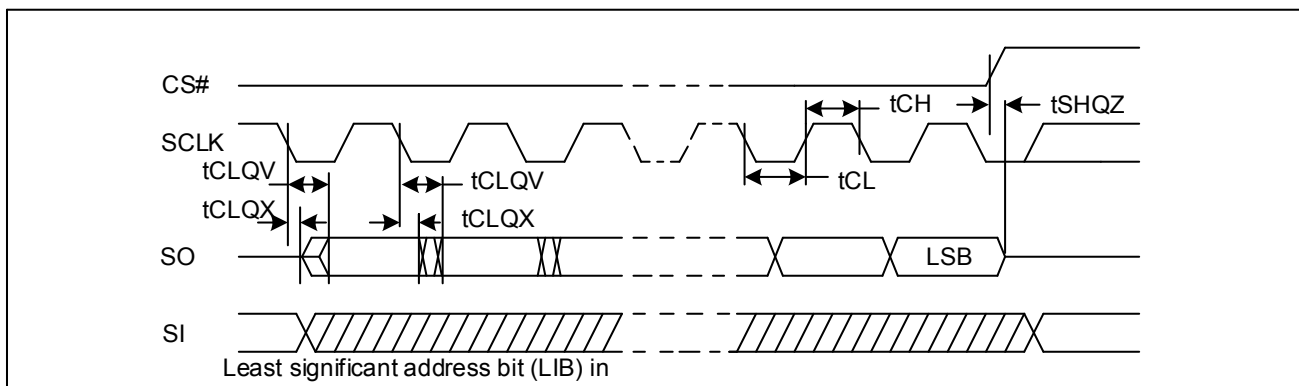 CS#
tCH
tSHQZ
SCLK
tCLQV
tCLQV
tCL
tCLQX
tCLQX
SO
LSB
SI
Least significant address bit (LIB) in